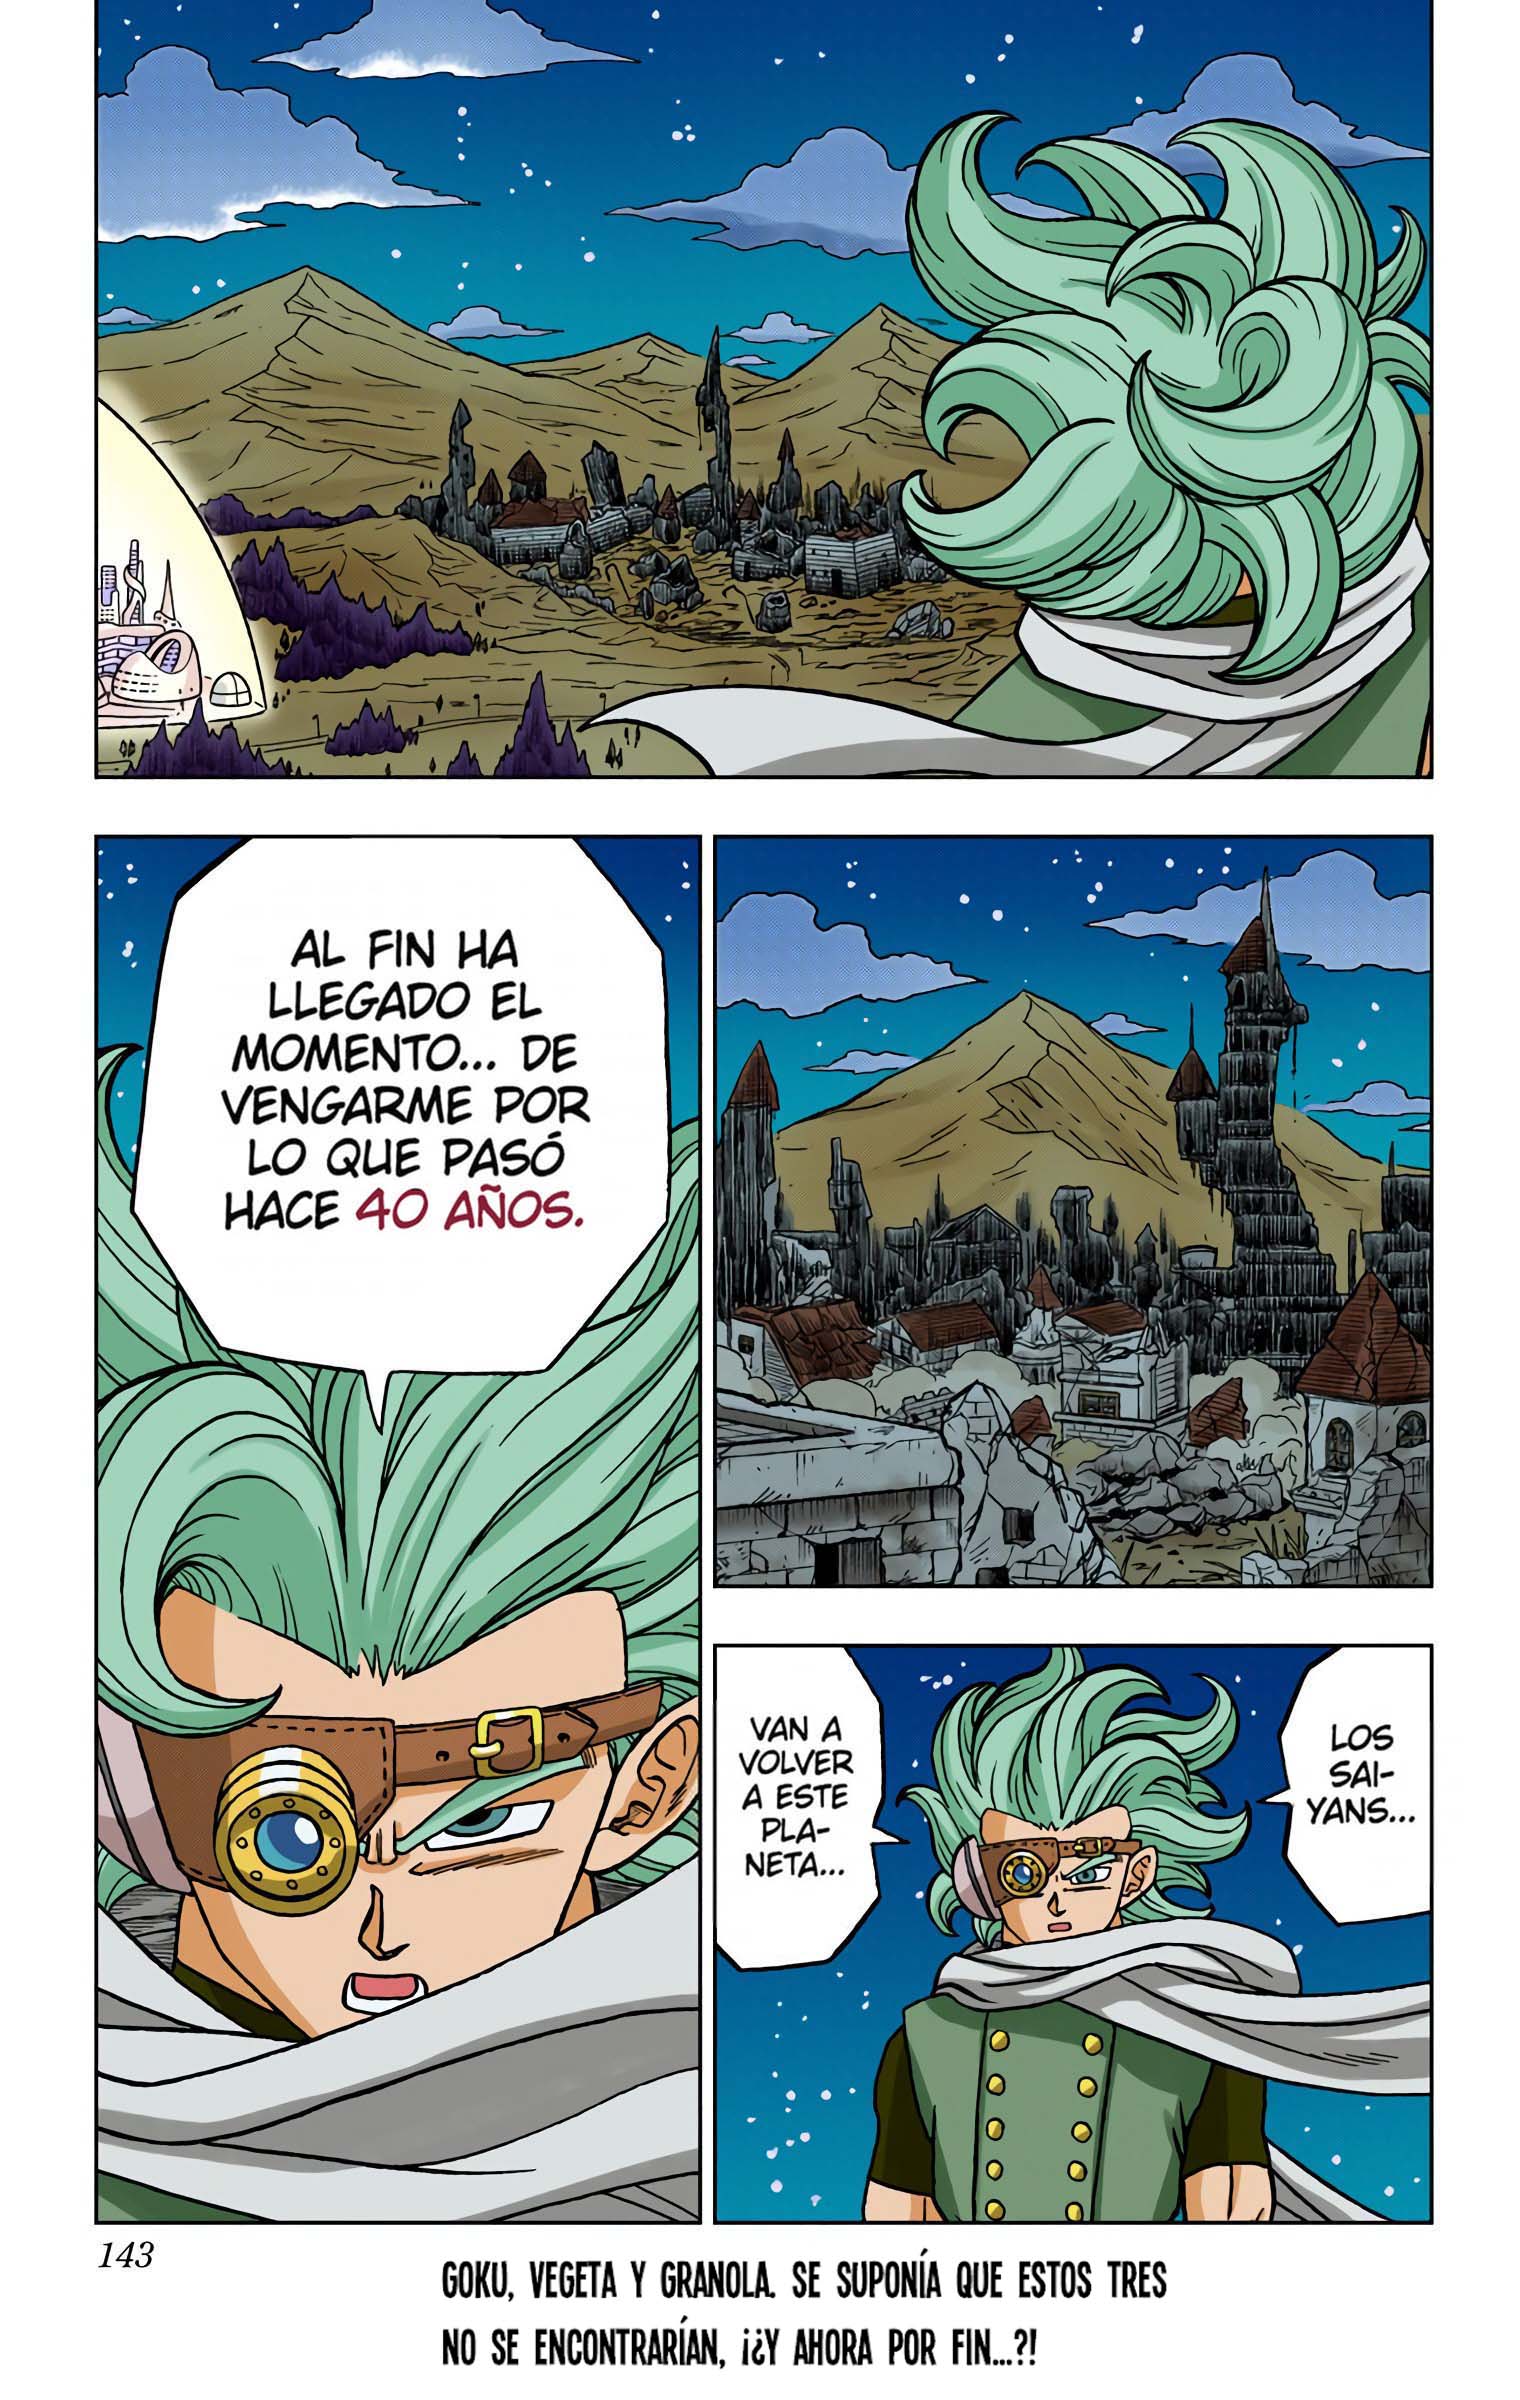 LOS
SAI-
YANS...
VAN A
VOLVER
A ESTE
PLA-
NETA...
AL FIN HA
LLEGADO EL
MOMENTO... DE
VENGARME POR
LO QUE PASÓ
HACE 40 AÑOS.
143
GOKU, VEGETA Y GRANOLA. SE SUPONÍA QUE ESTOS TRES
NO SE ENCONTRARÍAN, ¡¿Y AHORA POR FIN...?!